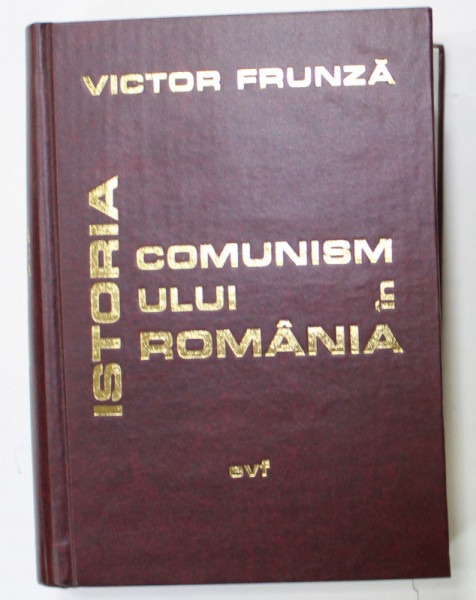 VICTOR FRUNZĂ
ISTORIA
COMUNISM
ULUI
în
ROMÂNIA
evf